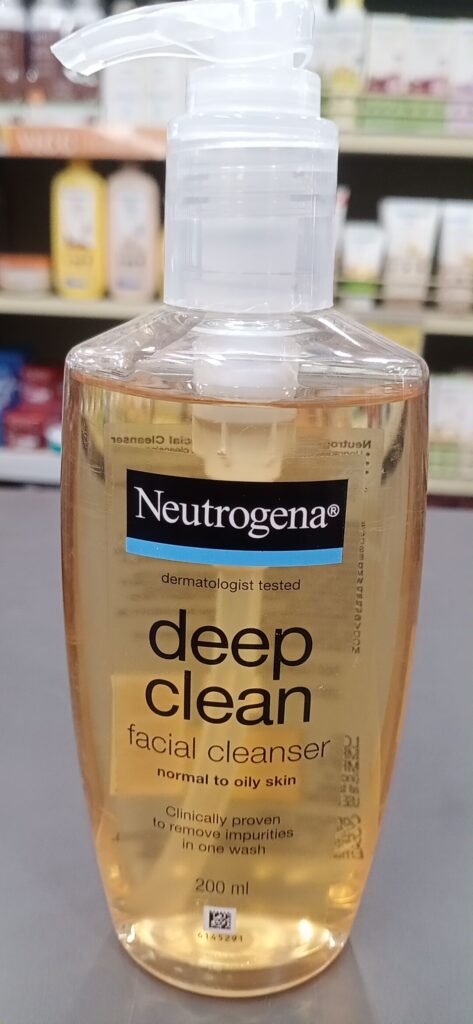 Neutrogena®
dermatologist tested
deep
clean
facial cleanser
normal to oily skin
Clinically proven
to remove impurities
in one wash
200 ml
6145291